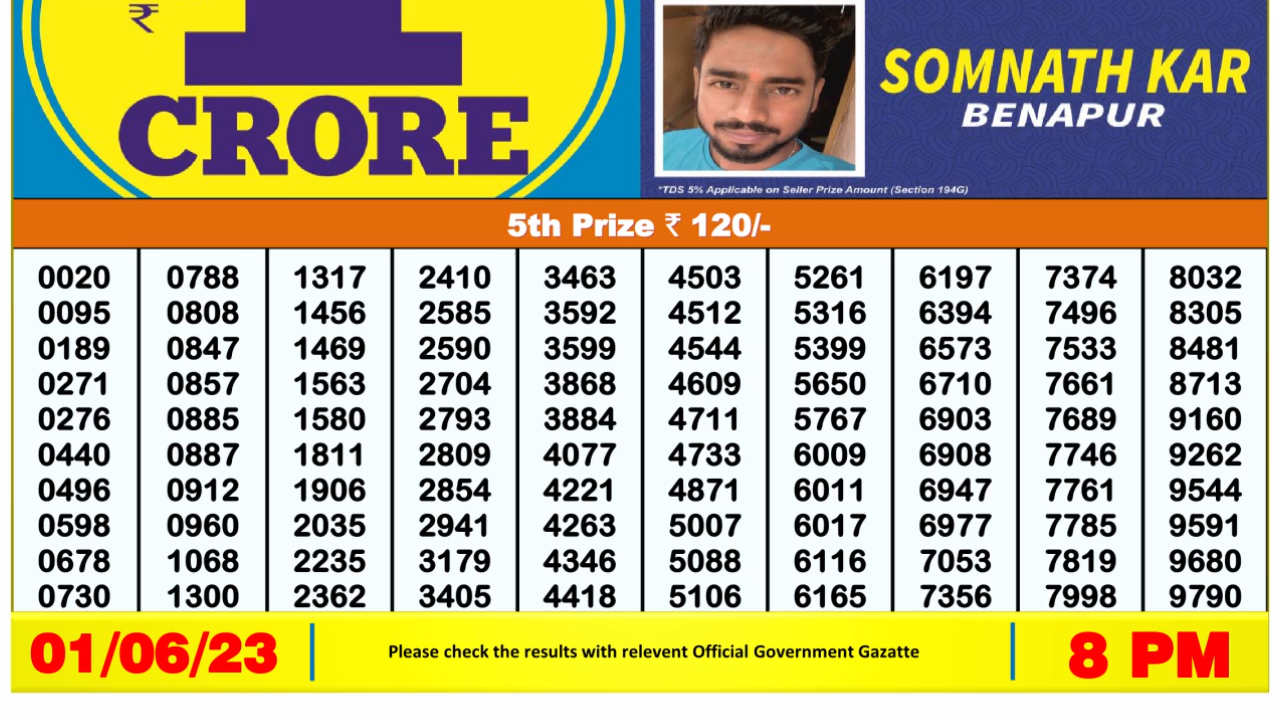 ₹
1
CRORE
SOMNATH KAR
BENAPUR
*TDS 5% Applicable on Seller Prize Amount (Section 194G)
5th Prize ₹ 120/-
0020 0788 1317 2410 3463 4503 5261 6197 7374 8032
0095 0808 1456 2585 3592 4512 5316 6394 7496 8305
0189 0847 1469 2590 3599 4544 5399 6573 7533 8481
0271 0857 1563 2704 3868 4609 5650 6710 7661 8713
0276 0885 1580 2793 3884 4711 5767 6903 7689 9160
0440 0887 1811 2809 4077 4733 6009 6908 7746 9262
0496 0912 1906 2854 4221 4871 6011 6947 7761 9544
0598 0960 2035 2941 4263 5007 6017 6977 7785 9591
0678 1068 2235 3179 4346 5088 6116 7053 7819 9680
0730 1300 2362 3405 4418 5106 6165 7356 7998 9790
01/06/23
Please check the results with relevent Official Government Gazatte
8 PM